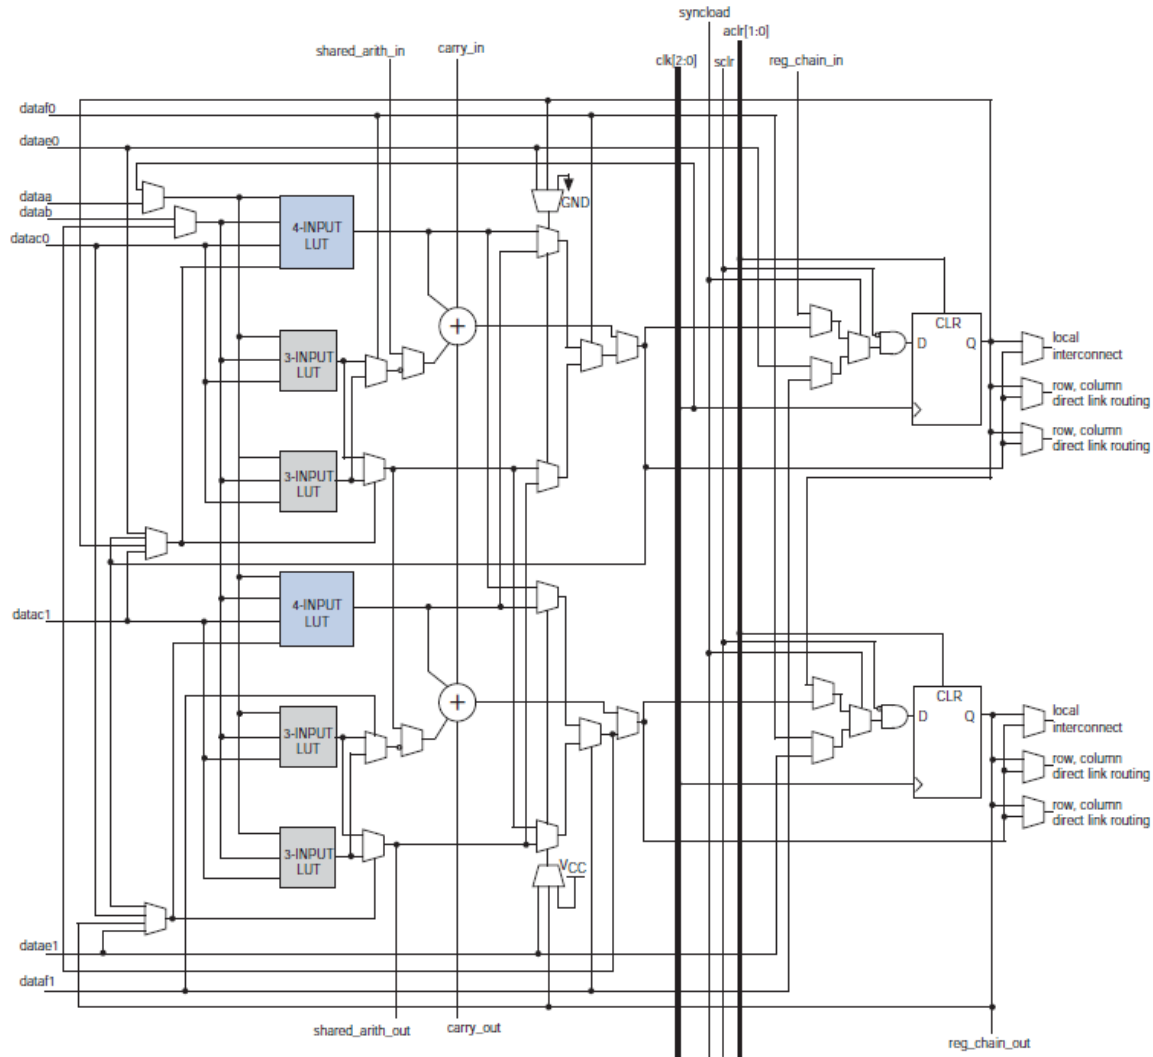 syncload
aclr[1:0]
shared_arith_in
carry_in
clk[2:0]
sclr
reg_chain_in
dataf0
datae0
dataa
datab
datac0
GND
4-INPUT
LUT
+
CLR
D
Q
local
interconnect
3-INPUT
LUT
row, column
direct link routing
row, column
direct link routing
3-INPUT
LUT
4-INPUT
LUT
datac1
+
CLR
D
Q
local
interconnect
3-INPUT
LUT
row, column
direct link routing
row, column
direct link routing
3-INPUT
LUT
VCC
datae1
dataf1
shared_arith_out
carry_out
reg_chain_out